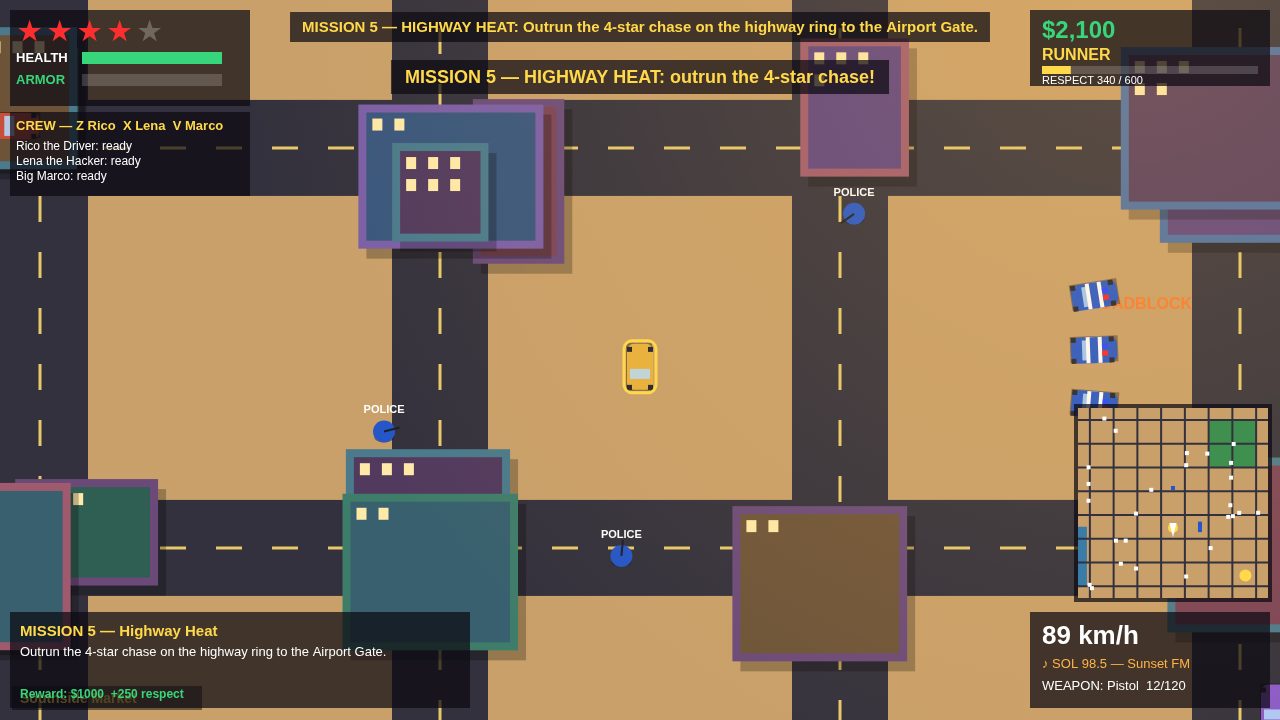 MISSION 5 — HIGHWAY HEAT: Outrun the 4-star chase on the highway ring to the Airport Gate.
MISSION 5 — HIGHWAY HEAT: outrun the 4-star chase!
HEALTH
ARMOR
$2,100
RUNNER
RESPECT 340 / 600
CREW — Z Rico  X Lena  V Marco
Rico the Driver: ready
Lena the Hacker: ready
Big Marco: ready
POLICE
ADBLOCK
POLICE
POLICE
MISSION 5 — Highway Heat
Outrun the 4-star chase on the highway ring to the Airport Gate.
Reward: $1000  +250 respect
Southside Market
89 km/h
♪ SOL 98.5 — Sunset FM
WEAPON: Pistol  12/120